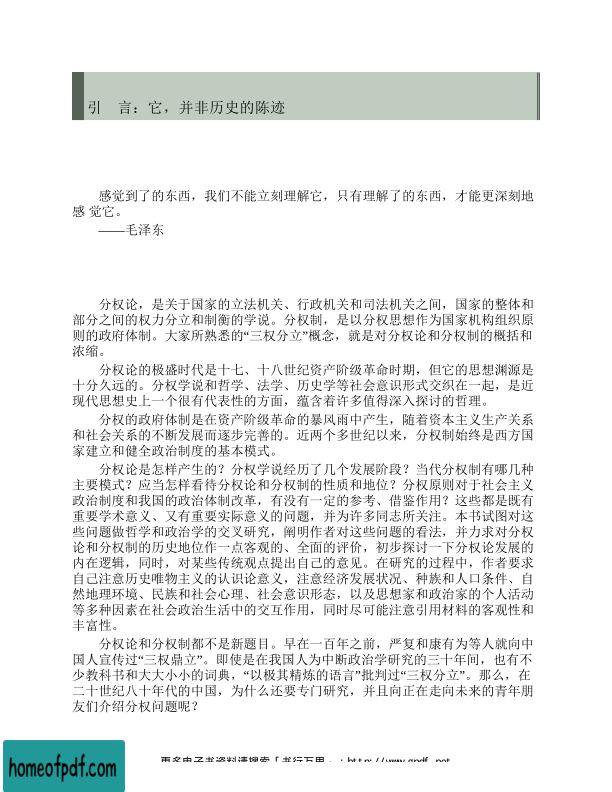 引　言：它，并非历史的陈迹
感觉到了的东西，我们不能立刻理解它，只有理解了的东西，才能更深刻地
感 觉它。
——毛泽东
分权论，是关于国家的立法机关、行政机关和司法机关之间，国家的整体和
部分之间的权力分立和制衡的学说。分权制，是以分权思想作为国家机构组织原
则的政府体制。大家所熟悉的“三权分立”概念，就是对分权论和分权制的概括和
浓缩。
分权论的极盛时代是十七、十八世纪资产阶级革命时期，但它的思想渊源是
十分久远的。分权学说和哲学、法学、历史学等社会意识形式交织在一起，是近
现代思想史上一个很有代表性的方面，蕴含着许多值得深入探讨的哲理。
分权的政府体制是在资产阶级革命的暴风雨中产生，随着资本主义生产关系
和社会关系的不断发展而逐步完善的。近两个多世纪以来，分权制始终是西方国
家建立和健全政治制度的基本模式。
分权论是怎样产生的？分权学说经历了几个发展阶段？当代分权制有哪几种
主要模式？应当怎样看待分权论和分权制的性质和地位？分权原则对于社会主义
政治制度和我国的政治体制改革，有没有一定的参考、借鉴作用？这些都是既有
重要学术意义、又有重要实际意义的问题，并为许多同志所关注。本书试图对这
些问题做哲学和政治学的交叉研究，阐明作者对这些问题的看法，并力求对分权
论和分权制的历史地位作一点客观的、全面的评价，初步探讨一下分权论发展的
内在逻辑，同时，对某些传统观点提出自己的意见。在研究的过程中，作者要求
自己注意历史唯物主义的认识论意义，注意经济发展状况、种族和人口条件、自
然地理环境、民族和社会心理、社会意识形态，以及思想家和政治家的个人活动
等多种因素在社会政治生活中的交互作用，同时尽可能注意引用材料的客观性和
丰富性。
分权论和分权制都不是新题目。早在一百年之前，严复和康有为等人就向中
国人宣传过“三权鼎立”。即使是在我国人为中断政治学研究的三十年间，也有不
少教科书和大大小小的词典，“以极其精炼的语言”批判过“三权分立”。那么，在
二十世纪八十年代的中国，为什么还要专门研究，并且向正在走向未来的青年朋
友们介绍分权问题呢？
homeofpdf.com